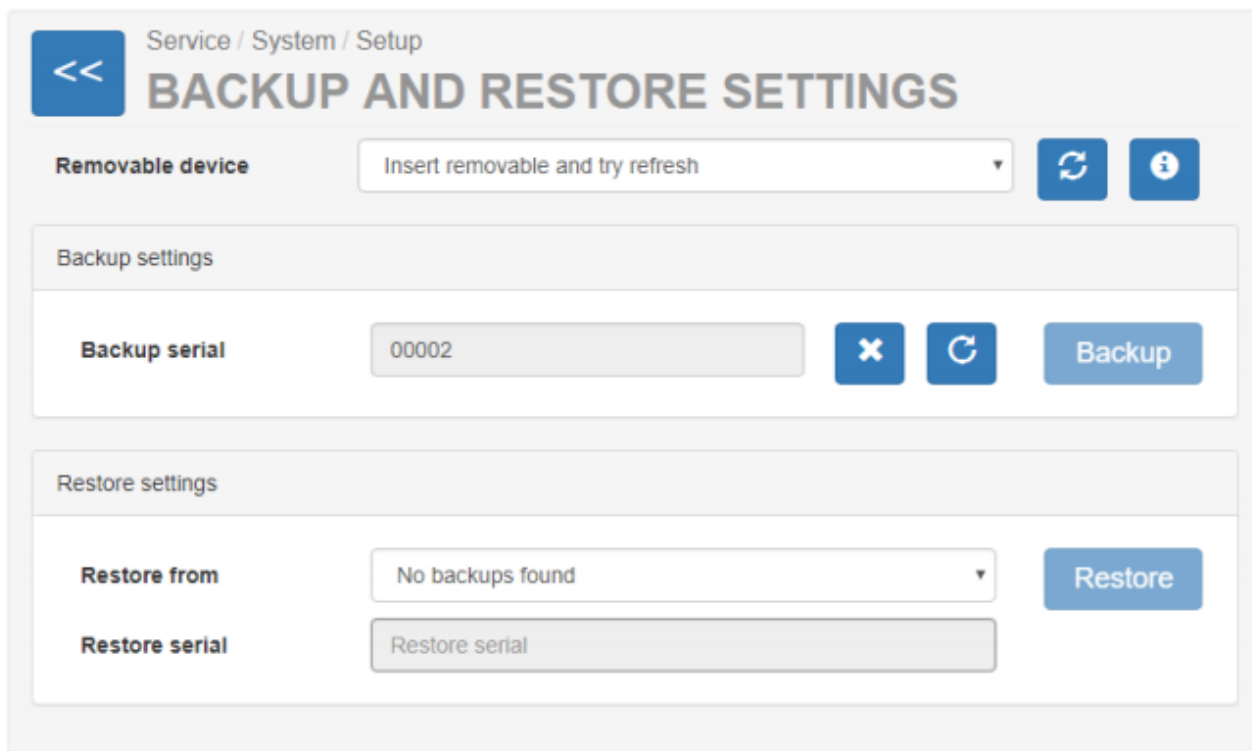 <<
Service / System / Setup
BACKUP AND RESTORE SETTINGS
Removable device
Insert removable and try refresh
Backup settings
Backup serial
00002
Backup
Restore settings
Restore from
No backups found
Restore
Restore serial
Restore serial